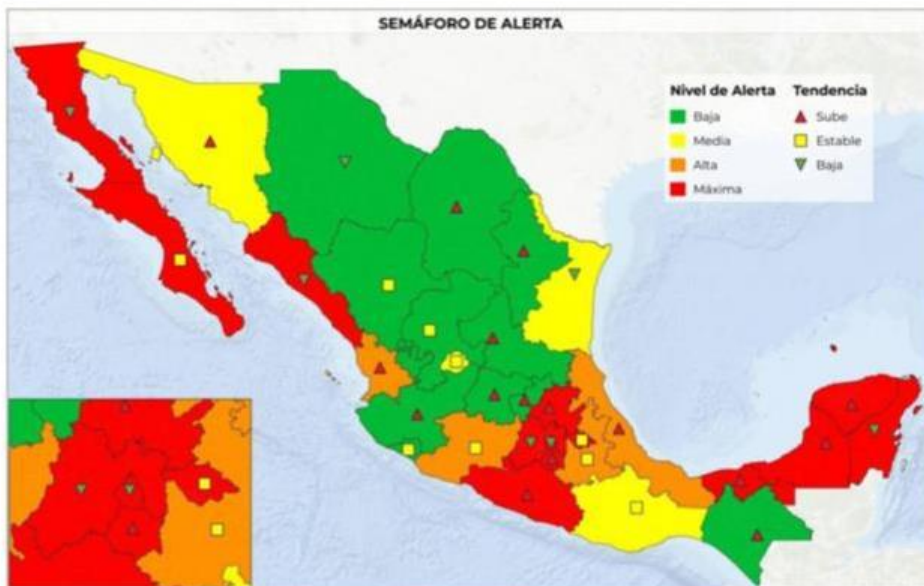 SEMÁFORO DE ALERTA
Nivel de Alerta Tendencia
Baja Sube
Media Estable
Alta Baja
Máxima